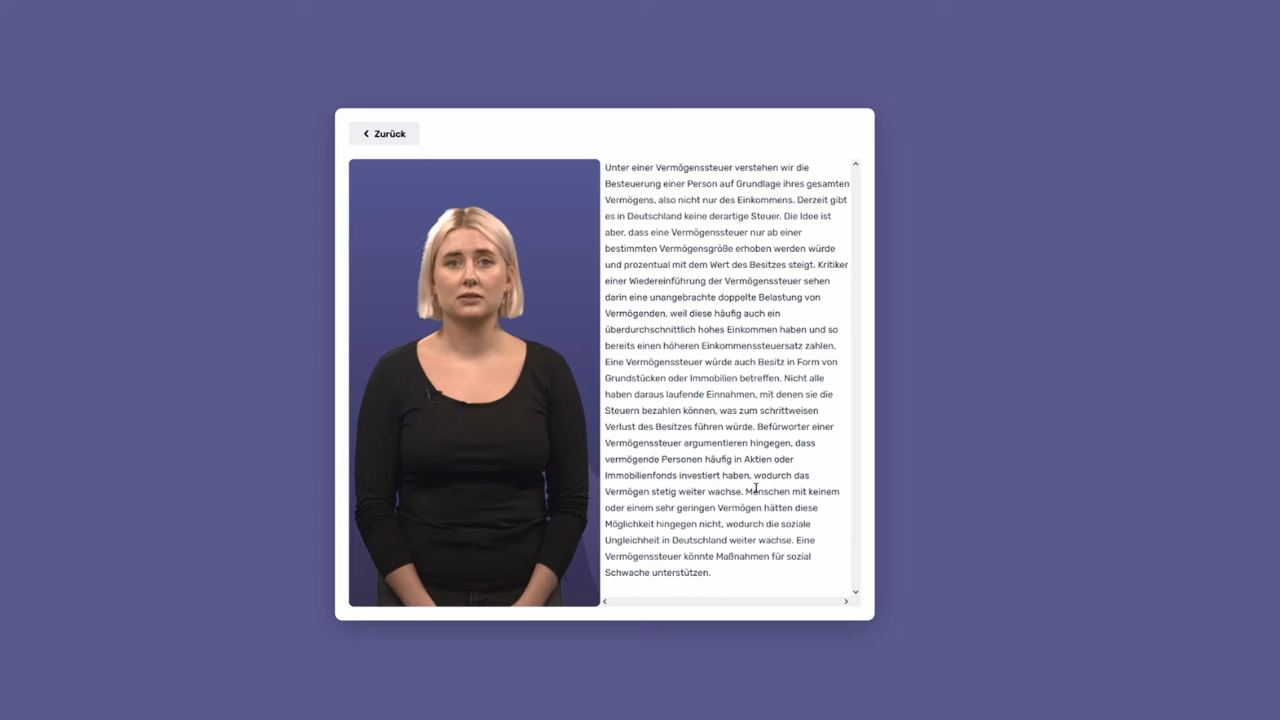 Zurück
Unter einer Vermögenssteuer verstehen wir die
Besteuerung einer Person auf Grundlage ihres gesamten
Vermögens, also nicht nur des Einkommens. Derzeit gibt
es in Deutschland keine derartige Steuer. Die Idee ist
aber, dass eine Vermögenssteuer nur ab einer
bestimmten Vermögensgröße erhoben werden würde
und prozentual mit dem Wert des Besitzes steigt. Kritiker
einer Wiedereinführung der Vermögenssteuer sehen
darin eine unangebrachte doppelte Belastung von
Vermögenden, weil diese häufig auch ein
überdurchschnittlich hohes Einkommen haben und so
bereits einen höheren Einkommenssteuersatz zahlen.
Eine Vermögenssteuer würde auch Besitz in Form von
Grundstücken oder Immobilien betreffen. Nicht alle
haben daraus laufende Einnahmen, mit denen sie die
Steuern bezahlen können, was zum schrittweisen
Verlust des Besitzes führen würde. Befürworter einer
Vermögenssteuer argumentieren hingegen, dass
vermögende Personen häufig in Aktien oder
Immobilienfonds investiert haben, wodurch das
Vermögen stetig weiter wachse. Menschen mit keinem
oder einem sehr geringen Vermögen hätten diese
Möglichkeit hingegen nicht, wodurch die soziale
Ungleichheit in Deutschland weiter wachse. Eine
Vermögenssteuer könnte Maßnahmen für sozial
Schwache unterstützen.